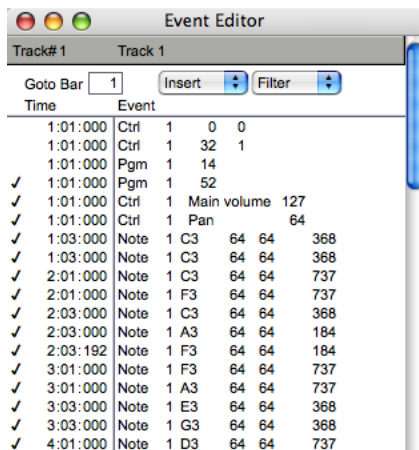 Event Editor
Track# 1 Track 1
Goto Bar 1 Insert Filter
Time Event
1:01:000 Ctrl 1 0 0
1:01:000 Ctrl 1 32 1
1:01:000 Pgm 1 14
✓ 1:01:000 Pgm 1 52
✓ 1:01:000 Ctrl 1 Main volume 127
✓ 1:01:000 Ctrl 1 Pan 64
✓ 1:03:000 Note 1 C3 64 64 368
✓ 1:03:000 Note 1 C3 64 64 368
✓ 2:01:000 Note 1 C3 64 64 737
✓ 2:01:000 Note 1 F3 64 64 737
✓ 2:03:000 Note 1 C3 64 64 368
✓ 2:03:000 Note 1 A3 64 64 184
✓ 2:03:192 Note 1 F3 64 64 184
✓ 3:01:000 Note 1 F3 64 64 737
✓ 3:01:000 Note 1 A3 64 64 737
✓ 3:03:000 Note 1 E3 64 64 368
✓ 3:03:000 Note 1 G3 64 64 368
✓ 4:01:000 Note 1 D3 64 64 737